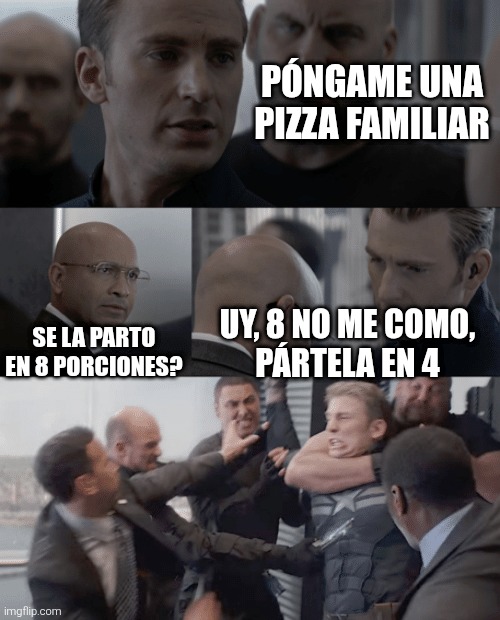 PÓNGAME UNA
PIZZA FAMILIAR
SE LA PARTO
EN 8 PORCIONES?
UY, 8 NO ME COMO,
PÁRTELA EN 4
imgflip.com